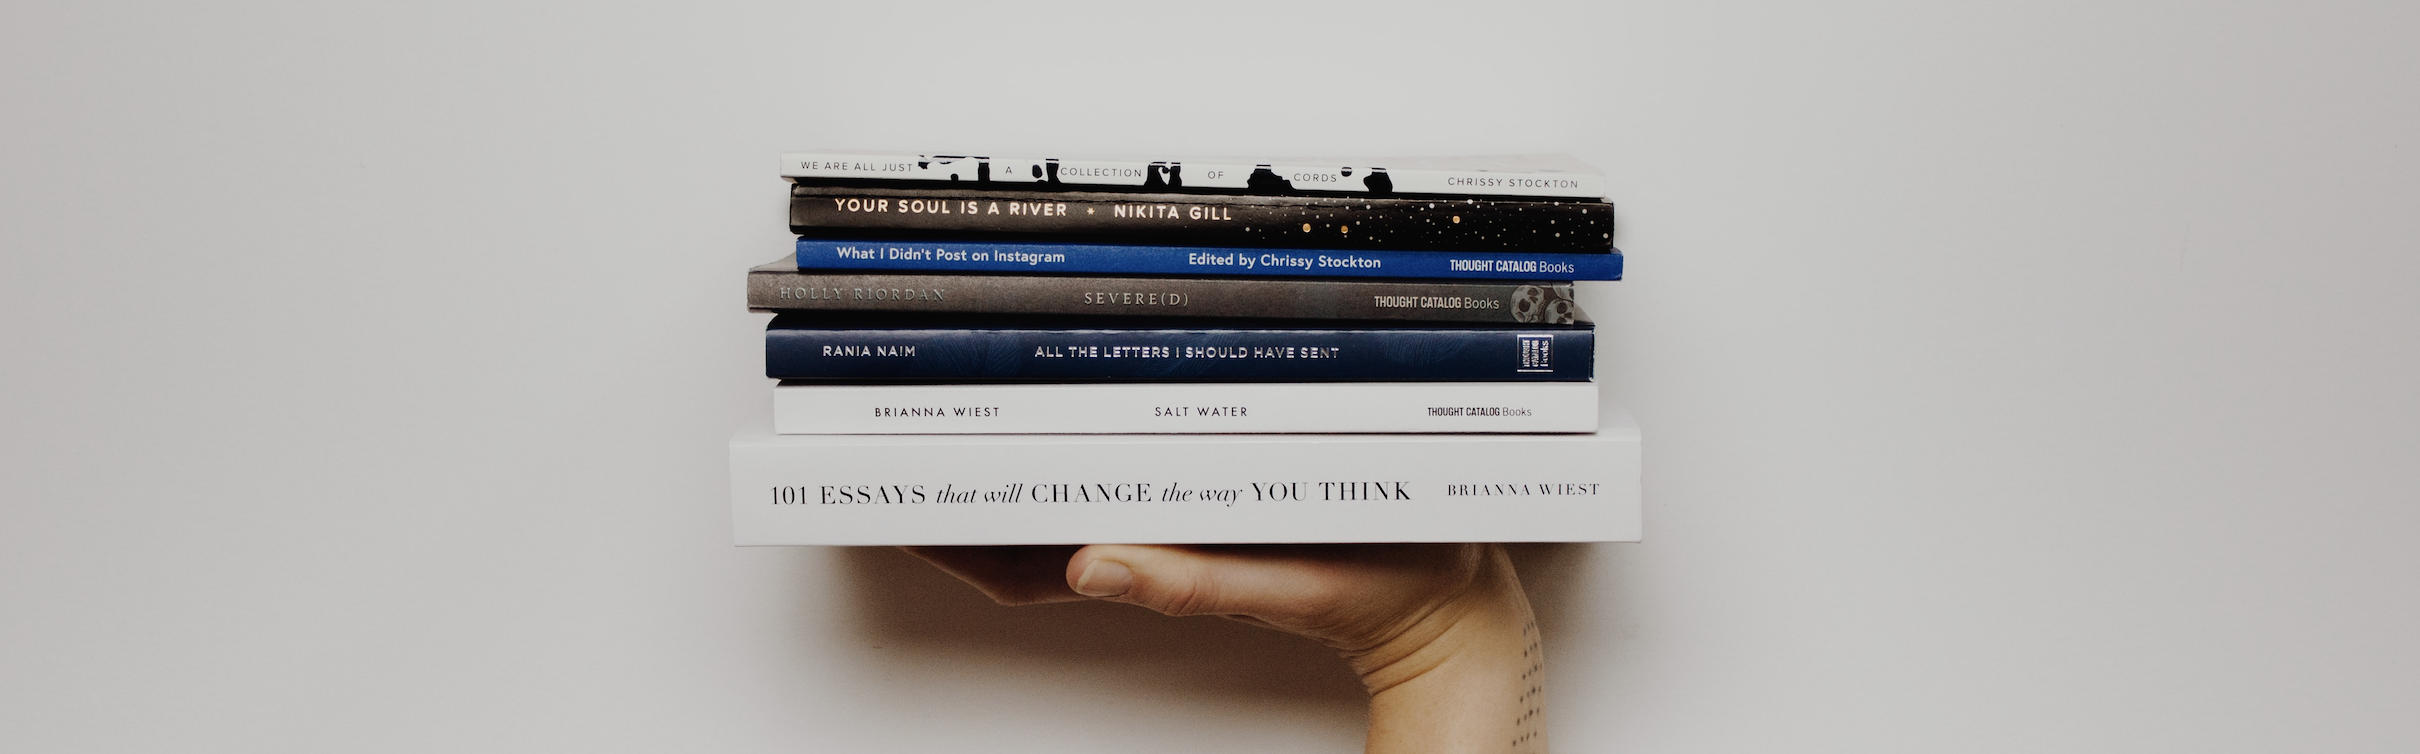 WE ARE ALL JUST A COLLECTION OF CORDS CHRISSY STOCKTON
YOUR SOUL IS A RIVER * NIKITA GILL
What I Didn't Post on Instagram Edited by Chrissy Stockton THOUGHT CATALOG Books
HOLLY RIORDAN SEVERE(D) THOUGHT CATALOG Books
RANIA NAIM ALL THE LETTERS I SHOULD HAVE SENT THOUGHT CATALOG Books
BRIANNA WIEST SALT WATER THOUGHT CATALOG Books
101 ESSAYS that will CHANGE the way YOU THINK BRIANNA WIEST